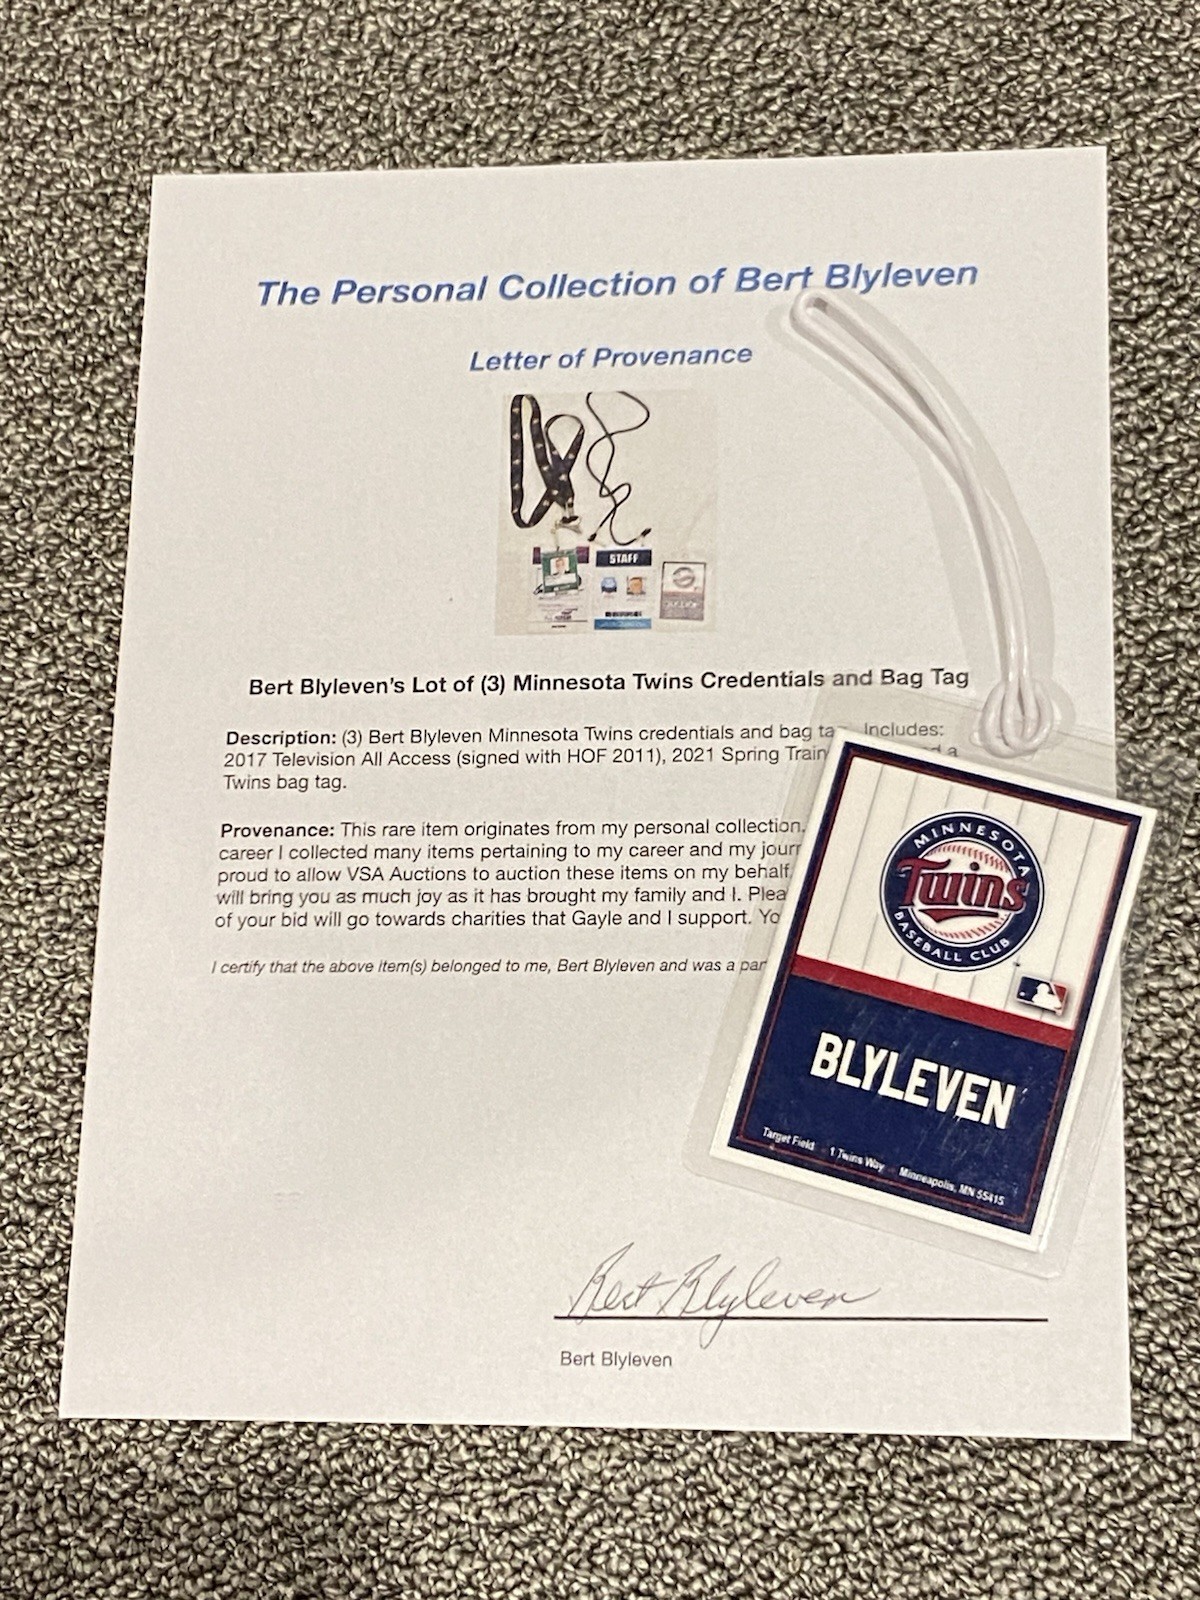 The Personal Collection of Bert Blyleven
Letter of Provenance
STAFF
Bert Blyleven's Lot of (3) Minnesota Twins Credentials and Bag Tag
Description: (3) Bert Blyleven Minnesota Twins credentials and bag ta Includes:
2017 Television All Access (signed with HOF 2011), 2021 Spring Train a
Twins bag tag.
Provenance: This rare item originates from my personal collection.
career I collected many items pertaining to my career and my jour
proud to allow VSA Auctions to auction these items on my behalf.
will bring you as much joy as it has brought my family and I. Plea
of your bid will go towards charities that Gayle and I support. Yo
I certify that the above item(s) belonged to me, Bert Blyleven and was a par
MINNESOTA
Twins
BASEBALL CLUB
BLYLEVEN
Target Field 1 Twins Way Minneapolis, MN 55415
Bert Blyleven
Bert Blyleven